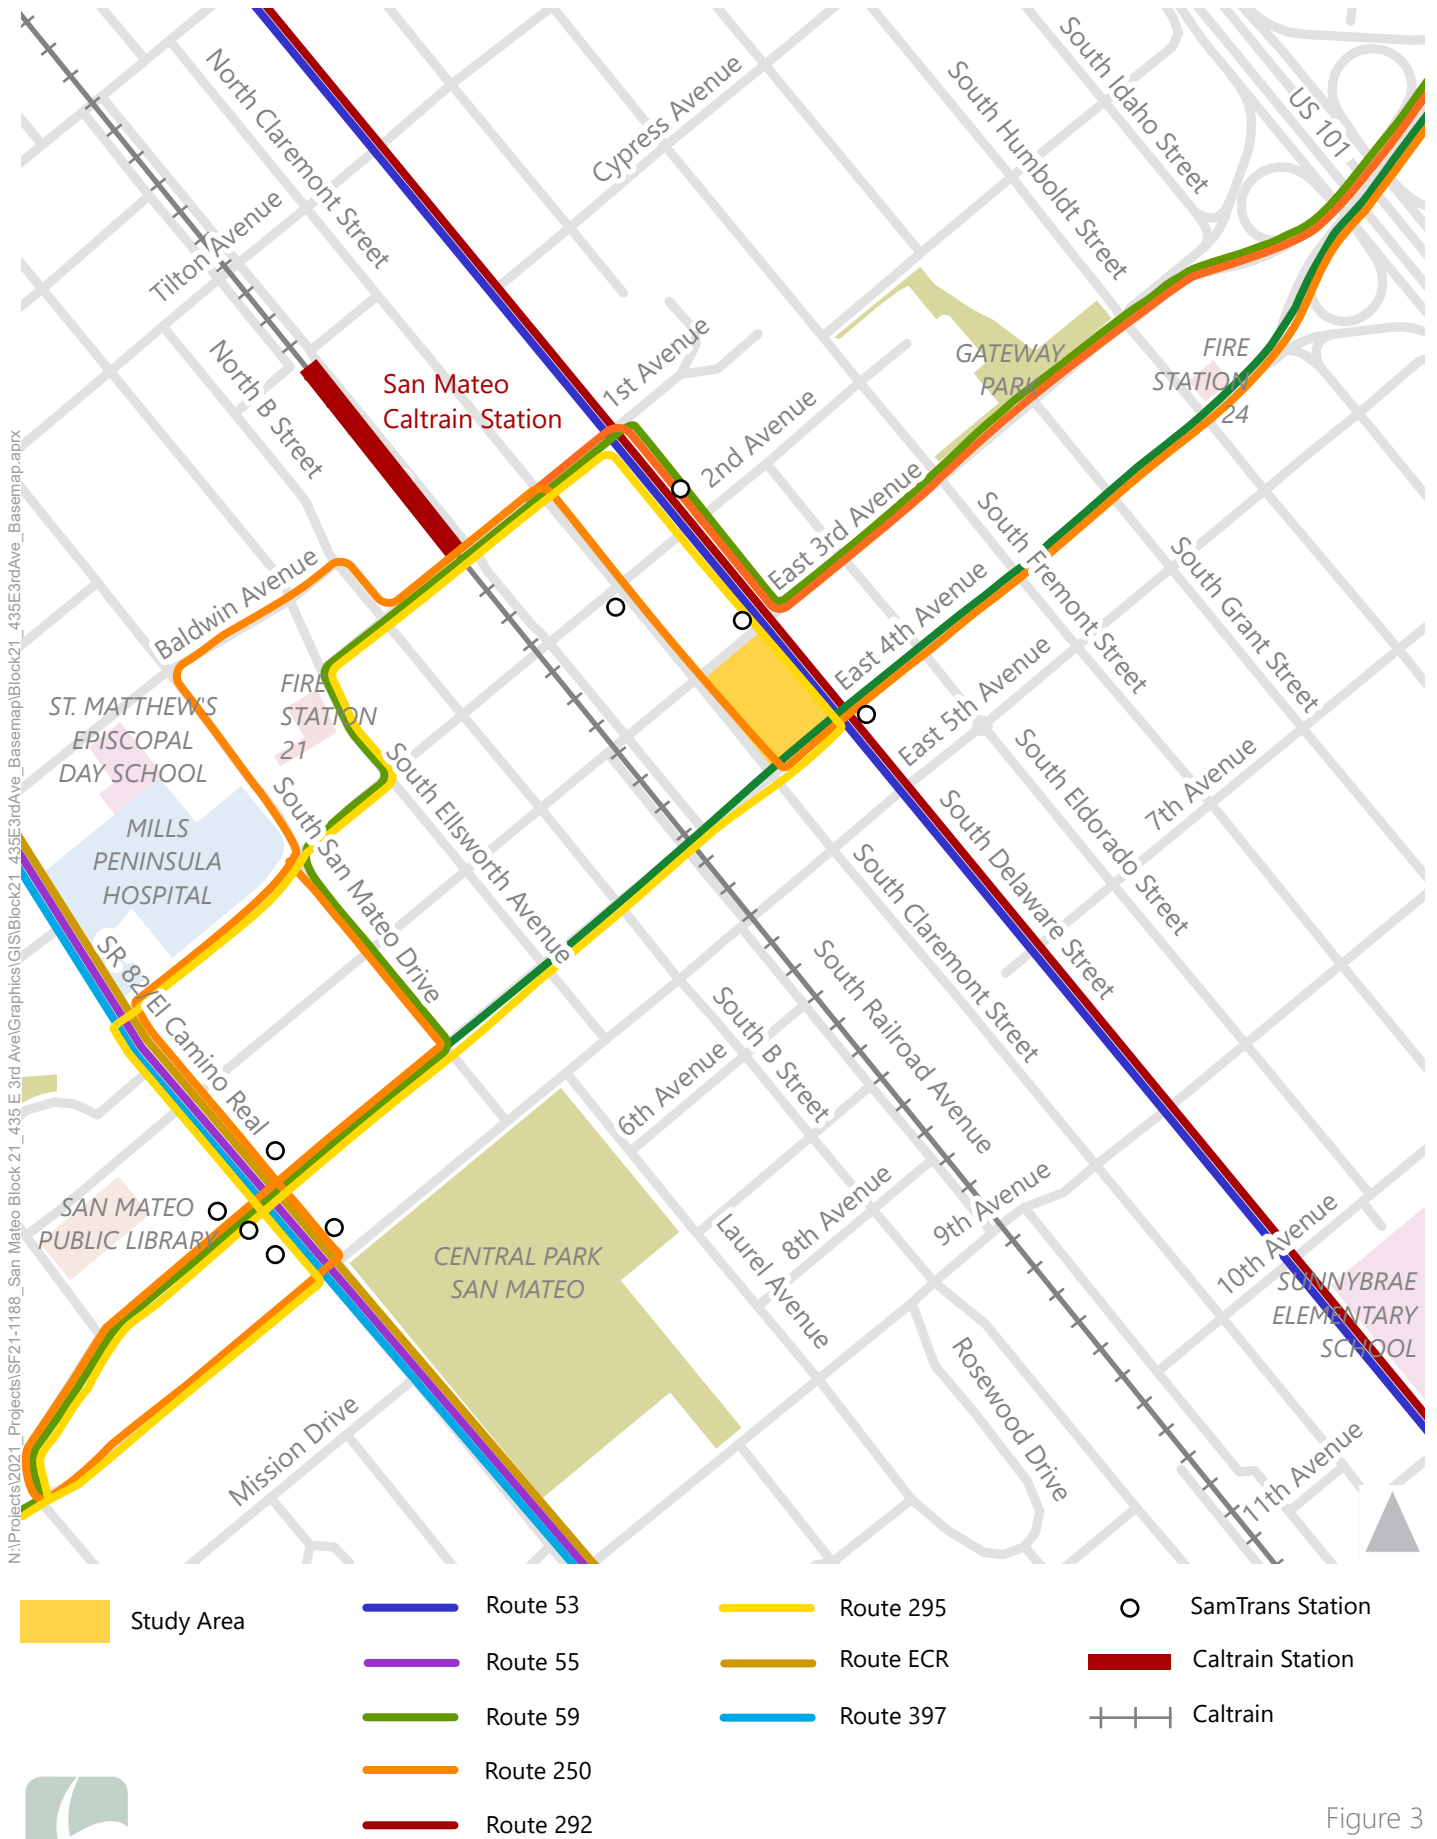 South Idaho Street
US 101
North Claremont Street
Cypress Avenue
South Humboldt Street
Tilton Avenue
North B Street
San Mateo
Caltrain Station
1st Avenue
GATEWAY
PARK
FIRE
STATION
24
2nd Avenue
East 3rd Avenue
South Fremont Street
South Grant Street
Baldwin Avenue
East 4th Avenue
East 5th Avenue
FIRE
STATION
21
ST. MATTHEW'S
EPISCOPAL
DAY SCHOOL
South Ellsworth Avenue
South Eldorado Street
7th Avenue
South San Mateo Drive
MILLS
PENINSULA
HOSPITAL
South Delaware Street
South Claremont Street
SR 82/El Camino Real
South Railroad Avenue
South B Street
6th Avenue
8th Avenue
9th Avenue
10th Avenue
SAN MATEO
PUBLIC LIBRARY
CENTRAL PARK
SAN MATEO
Laurel Avenue
SUNNYBRAE
ELEMENTARY
SCHOOL
Rosewood Drive
Mission Drive
11th Avenue
N:\Projects\2021_Projects\SF21-1188_San Mateo Block 21_435 E 3rd Ave\Graphics\GIS\Block21_435E3rdAve_Basemap\Block21_435E3rdAve_Basemap.aprx
Study Area
Route 53
Route 55
Route 59
Route 250
Route 292
Route 295
Route ECR
Route 397
SamTrans Station
Caltrain Station
Caltrain
Figure 3